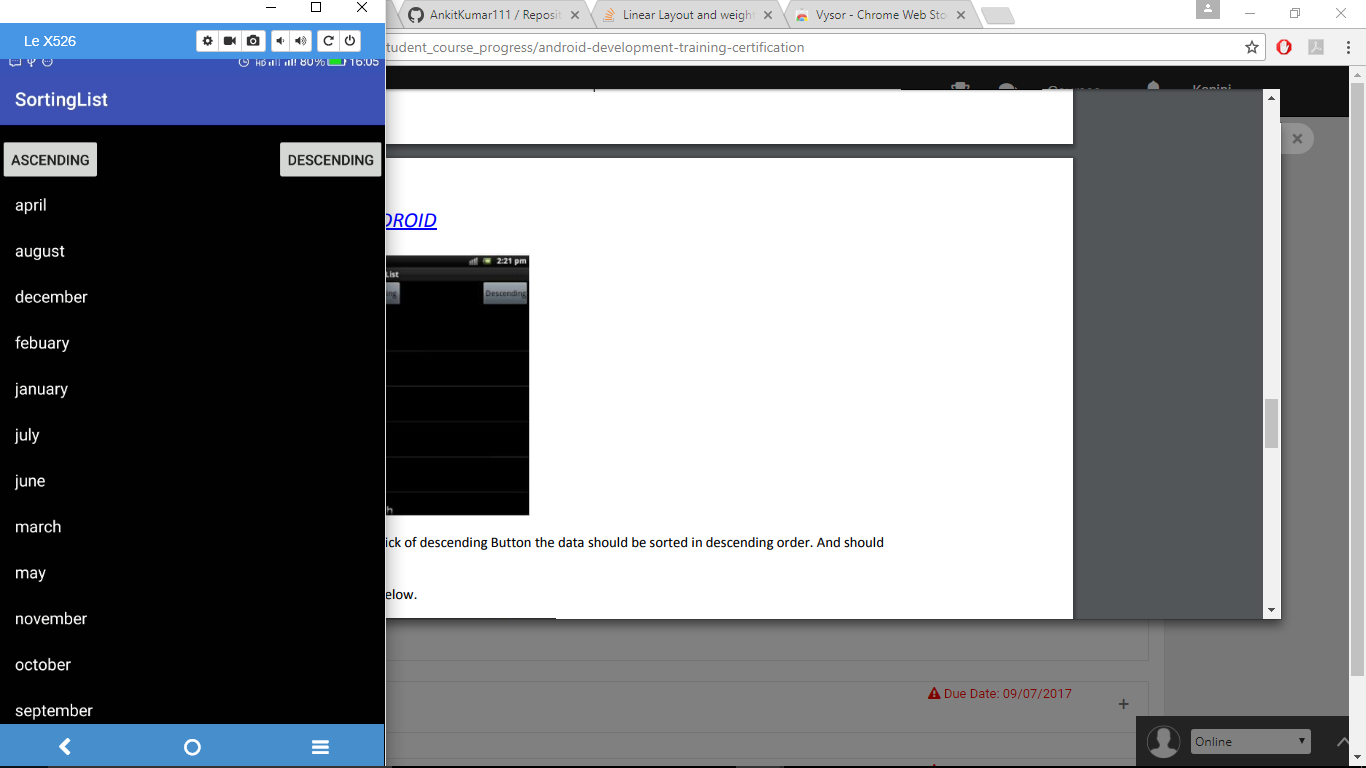 Le X526
80% 16:05
SortingList
ASCENDING
DESCENDING
april
august
december
febuary
january
july
june
march
may
november
october
september
AnkitKumar111 / Reposit
Linear Layout and weight
Vysor - Chrome Web Sto
tudent_course_progress/android-development-training-certification
DROID
2:21 pm
List
Descending
ick of descending Button the data should be sorted in descending order. And should
elow.
Due Date: 09/07/2017
Online